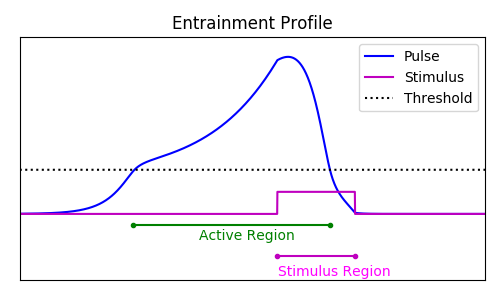 Entrainment Profile
Pulse
Stimulus
Threshold
Active Region
Stimulus Region